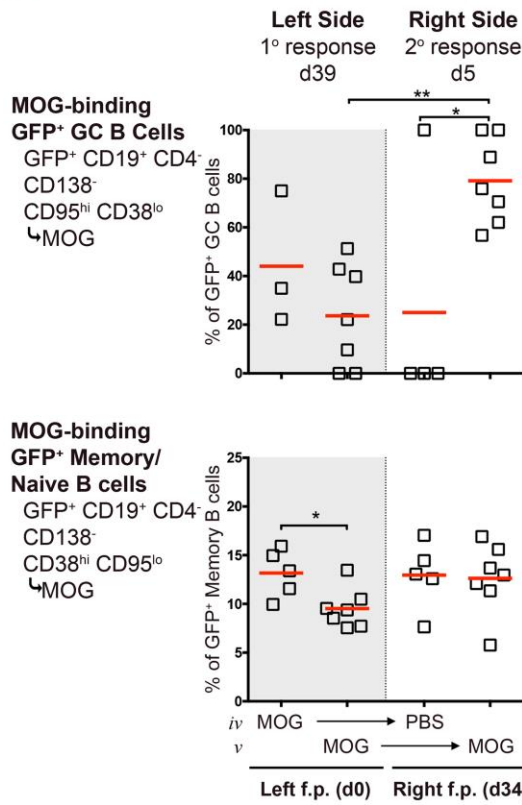 Left Side Right Side
1º response 2º response
d39 d5
** 
*
MOG-binding
GFP⁺ GC B Cells
GFP⁺ CD19⁺ CD4⁻
CD138⁻
CD95ʰⁱ CD38ˡᵒ
↳MOG
% of GFP⁺ GC B cells
100
80
60
40
20
0
MOG-binding
GFP⁺ Memory/
Naive B cells
GFP⁺ CD19⁺ CD4⁻
CD138⁻
CD38ʰⁱ CD95ˡᵒ
↳MOG
% of GFP⁺ Memory B cells
25
20
15
10
5
0
*
iv MOG → PBS
v MOG → MOG
Left f.p. (d0) Right f.p. (d34